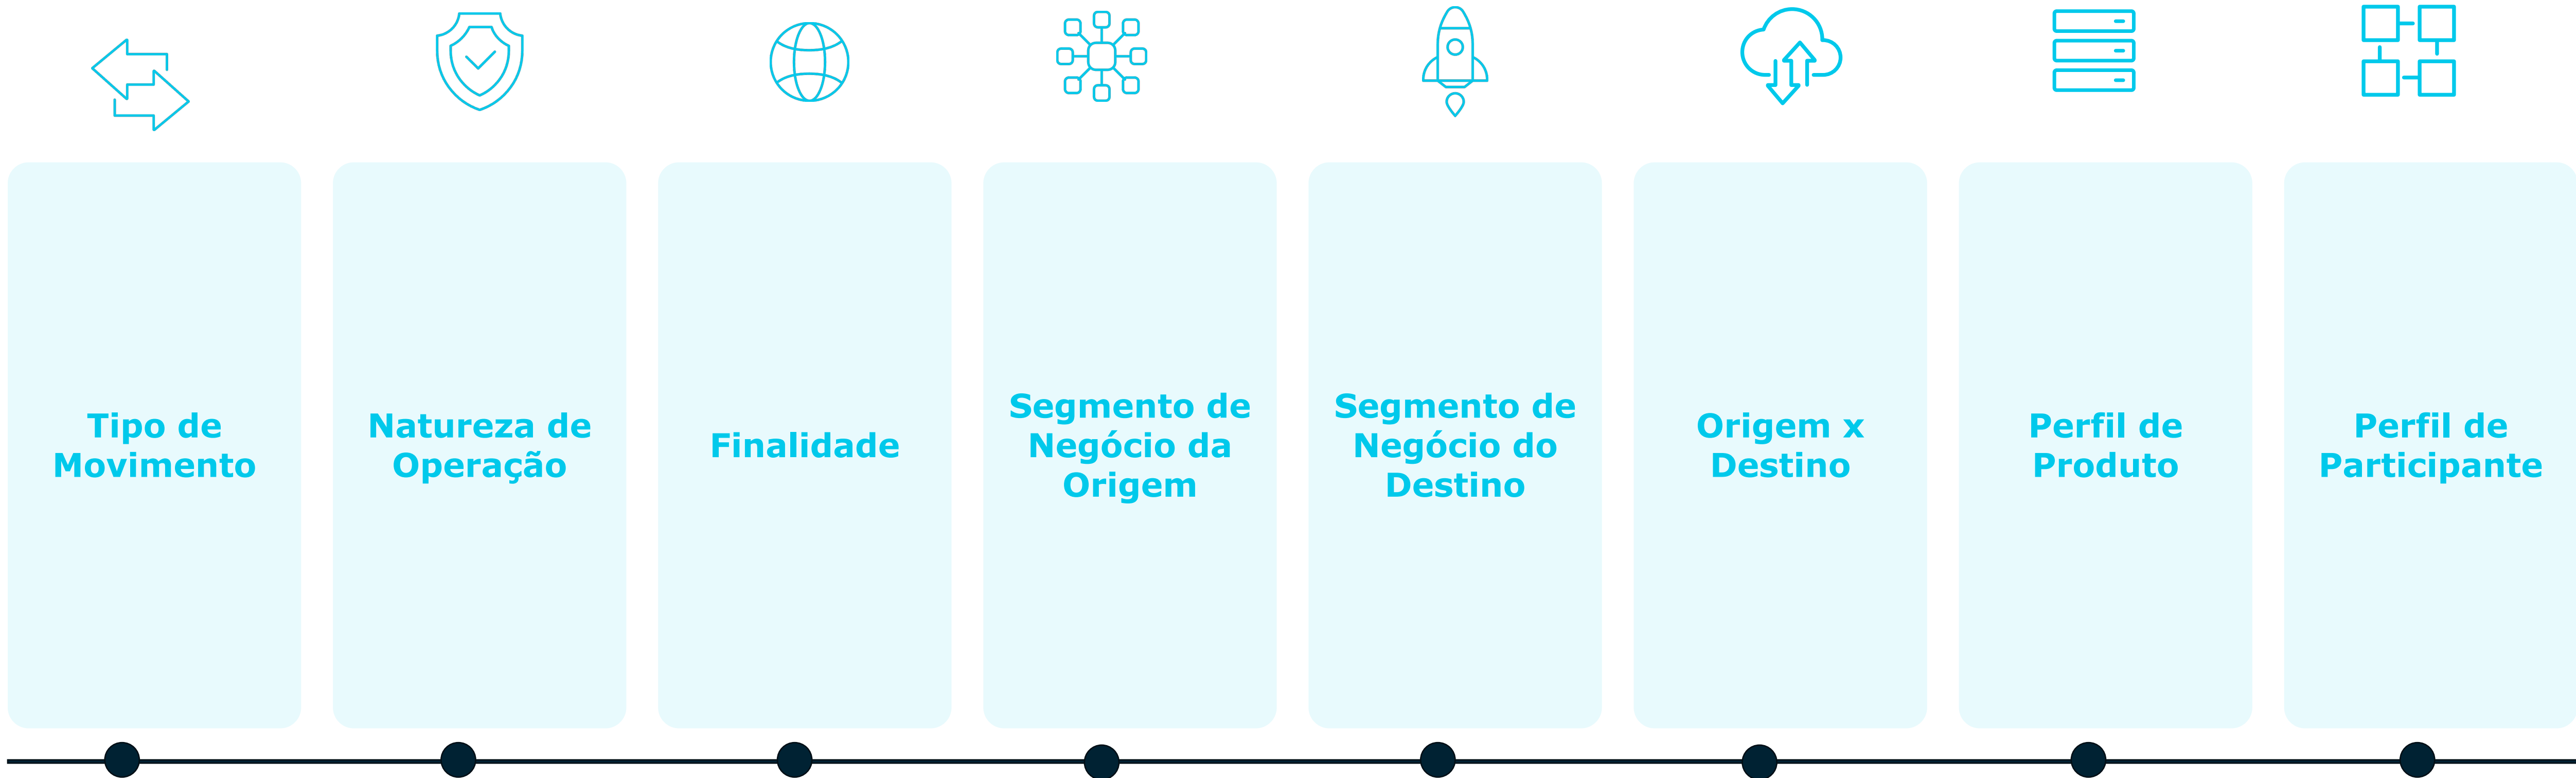 Tipo de
Movimento
Natureza de
Operação
Finalidade
Segmento de
Negócio da
Origem
Segmento de
Negócio do
Destino
Origem x
Destino
Perfil de
Produto
Perfil de
Participante